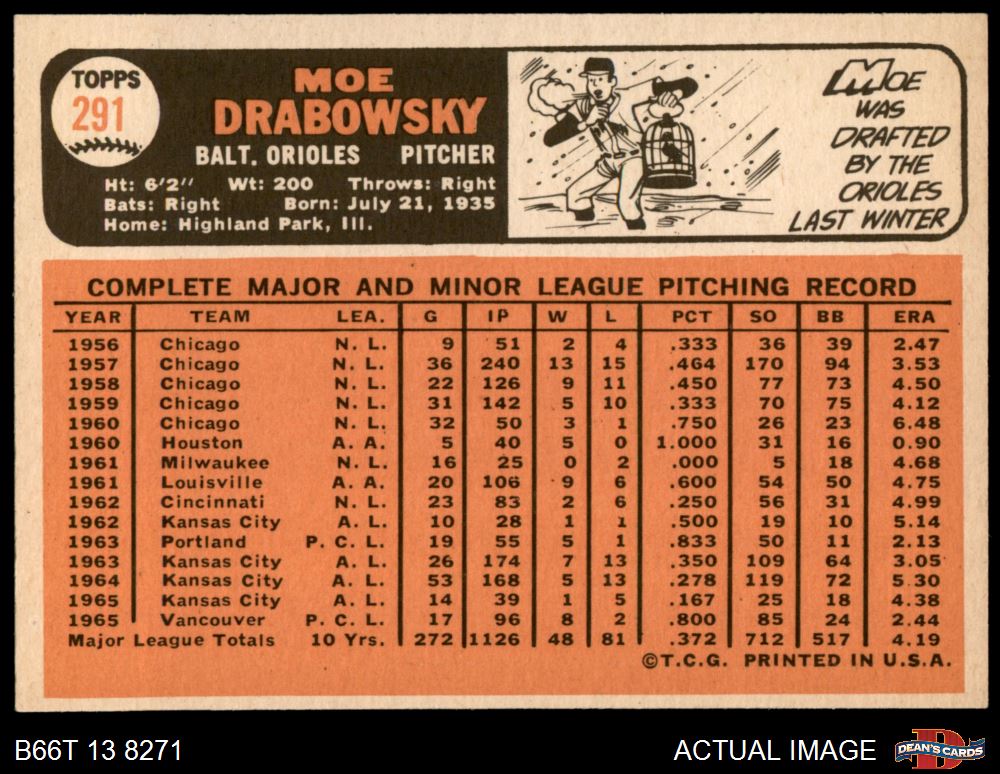 TOPPS
291
MOE
DRABOWSKY
BALT. ORIOLES PITCHER
Ht: 6'2" Wt: 200 Throws: Right
Bats: Right Born: July 21, 1935
Home: Highland Park, Ill.
MOE
WAS
DRAFTED
BY THE
ORIOLES
LAST WINTER
COMPLETE MAJOR AND MINOR LEAGUE PITCHING RECORD
YEAR TEAM LEA. G IP W L PCT SO BB ERA
1956 Chicago N. L. 9 51 2 4 .333 36 39 2.47
1957 Chicago N. L. 36 240 13 15 .464 170 94 3.53
1958 Chicago N. L. 22 126 9 11 .450 77 73 4.50
1959 Chicago N. L. 31 142 5 10 .333 70 75 4.12
1960 Chicago N. L. 32 50 3 1 .750 26 23 6.48
1960 Houston A. A. 5 40 5 0 1.000 31 16 0.90
1961 Milwaukee N. L. 16 25 0 2 .000 5 18 4.68
1961 Louisville A. A. 20 106 9 6 .600 54 50 4.75
1962 Cincinnati N. L. 23 83 2 6 .250 56 31 4.99
1962 Kansas City A. L. 10 28 1 1 .500 19 10 5.14
1963 Portland P. C. L. 19 55 5 1 .833 50 11 2.13
1963 Kansas City A. L. 26 174 7 13 .350 109 64 3.05
1964 Kansas City A. L. 53 168 5 13 .278 119 72 5.30
1965 Kansas City A. L. 14 39 1 5 .167 25 18 4.38
1965 Vancouver P. C. L. 17 96 8 2 .800 85 24 2.44
Major League Totals 10 Yrs. 272 1126 48 81 .372 712 517 4.19
©T.C.G. PRINTED IN U.S.A.
B66T 13 8271
ACTUAL IMAGE
DEAN'S CARDS